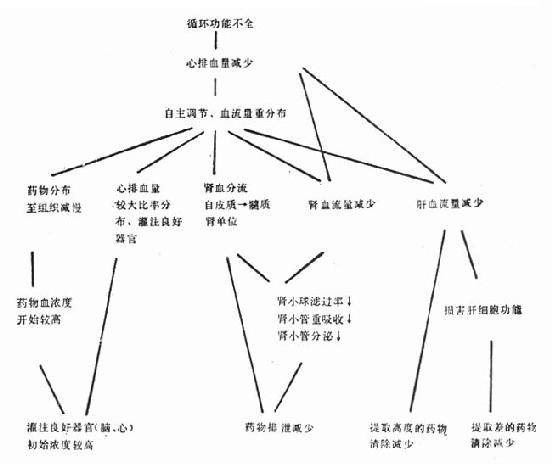 循环功能不全
心排血量减少
自主调节、血流量重分布
药物分布
至组织减慢
心排血量
较大比率分
布、灌注良好
器官
肾血分流
自皮质→髓质
肾单位
肾血流量减少
肝血流量减少
药物血浓度
开始较高
肾小球滤过率↓
肾小管重吸收↓
肾小管分泌↓
损害肝细胞功能
灌注良好器官(脑、心)
初始浓度较高
药物排泄减少
提取高度的药物
清除减少
提取差的药物
清除减少